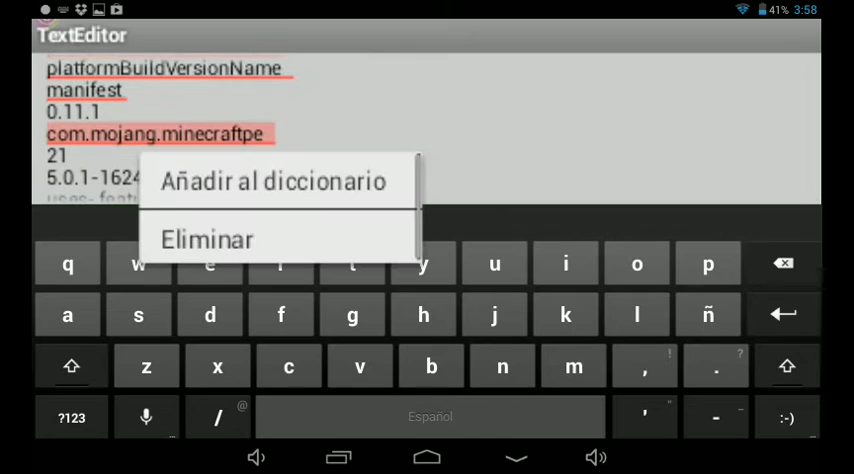 41% 3:58
TextEditor
platformBuildVersionName
manifest
0.11.1
com.mojang.minecraftpe
21
5.0.1-1624
Añadir al diccionario
Eliminar
q w e r t y u i o p
a s d f g h j k l ñ
z x c v b n m , ! . ?
?123 / @ Español ' " - _ :-)